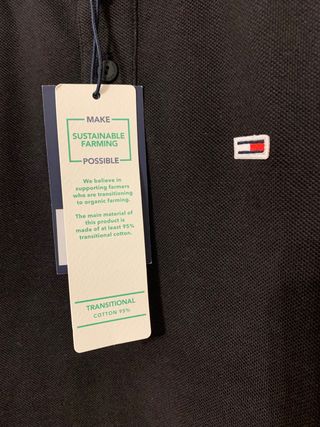 MAKE
SUSTAINABLE
FARMING
POSSIBLE
We believe in
supporting farmers
who are transitioning
to organic farming.
The main material of
this product is
made of at least 95%
transitional cotton.
TRANSITIONAL
COTTON 95%